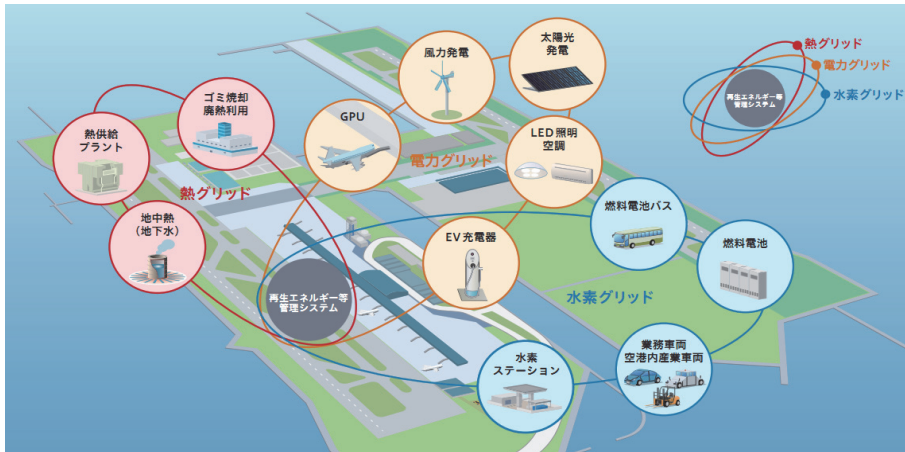 風力発電
太陽光
発電
熱グリッド
電力グリッド
水素グリッド
再生エネルギー等
管理システム
ゴミ焼却
廃熱利用
GPU
熱供給
プラント
LED照明
空調
電力グリッド
熱グリッド
地中熱
(地下水)
燃料電池バス
燃料電池
EV充電器
再生エネルギー等
管理システム
水素グリッド
水素
ステーション
業務車両
空港内産業車両